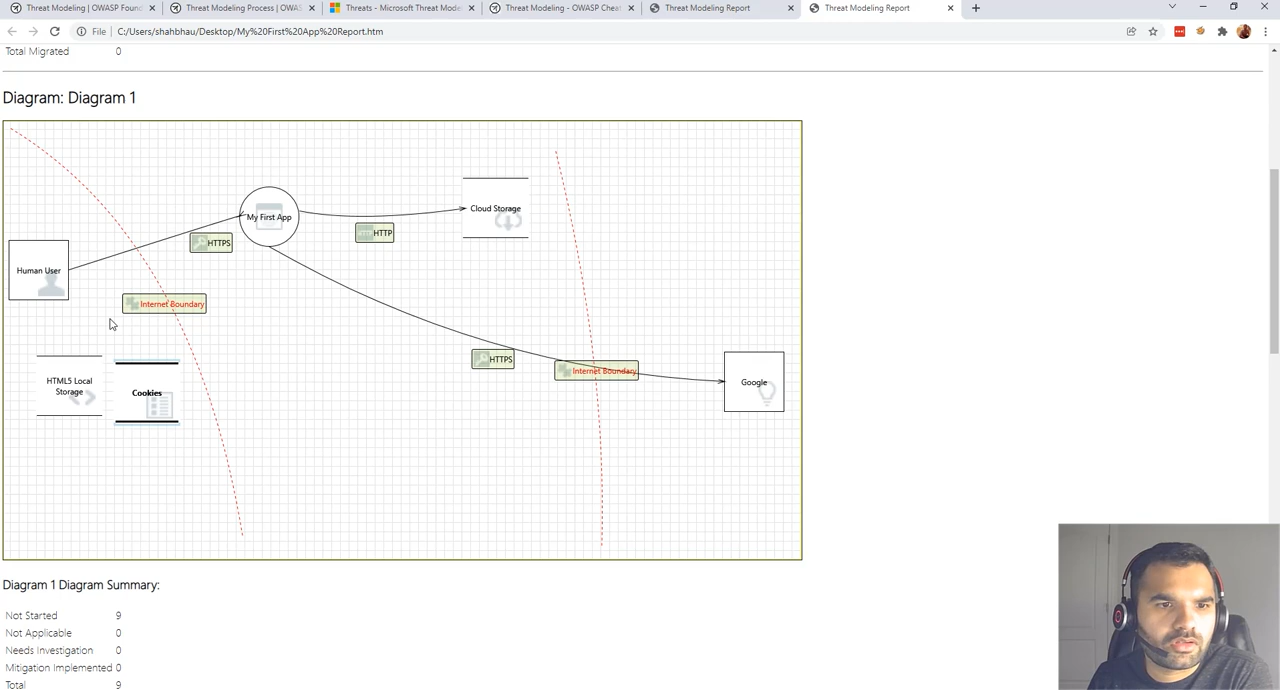 Threat Modeling | OWASP Found
Threat Modeling Process | OWAS
Threats - Microsoft Threat Mode
Threat Modeling - OWASP Cheat
Threat Modeling Report
Threat Modeling Report
File
C:/Users/shahbhau/Desktop/My%20First%20App%20Report.htm
Total Migrated 0
Diagram: Diagram 1
My First App
Cloud Storage
HTTPS
HTTP
Human User
Internet Boundary
HTTPS
Internet Boundary
HTML5 Local
Storage
Cookies
Google
Diagram 1 Diagram Summary:
Not Started 9
Not Applicable 0
Needs Investigation 0
Mitigation Implemented 0
Total 9